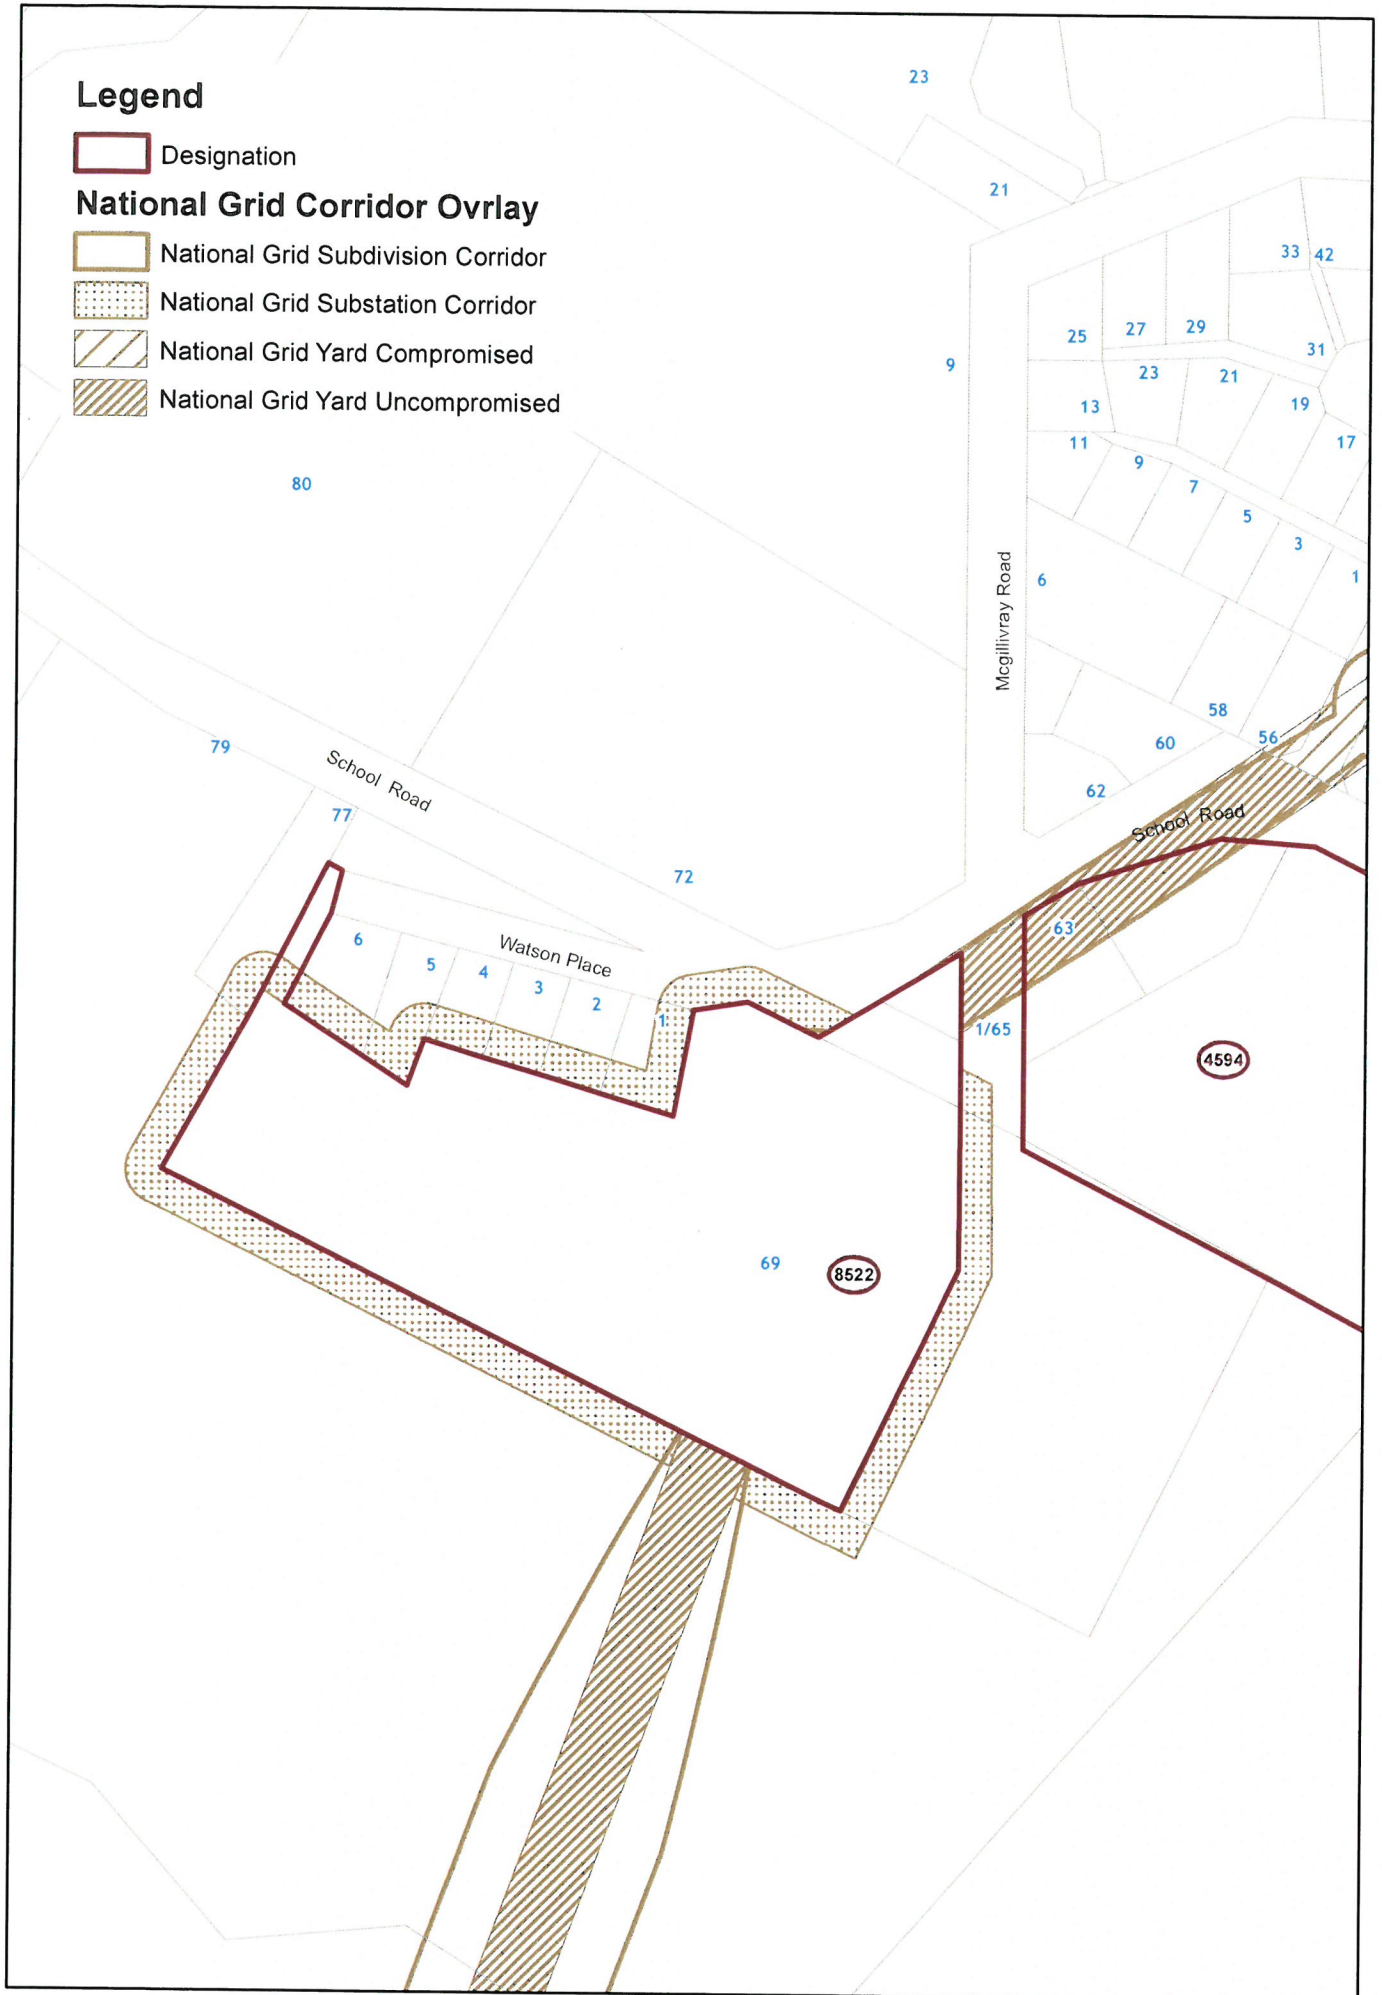 Legend
Designation
National Grid Corridor Ovrlay
National Grid Subdivision Corridor
National Grid Substation Corridor
National Grid Yard Compromised
National Grid Yard Uncompromised
23
21
33 42
25 27 29
31
9
23 21
13 19
11 17
9
7
5
3
1
80
6
Mcgillivray Road
58
56
60
62
79
School Road
77
School Road
72
63
6
Watson Place
5 4 3 2 1
1/65
4594
69
8522